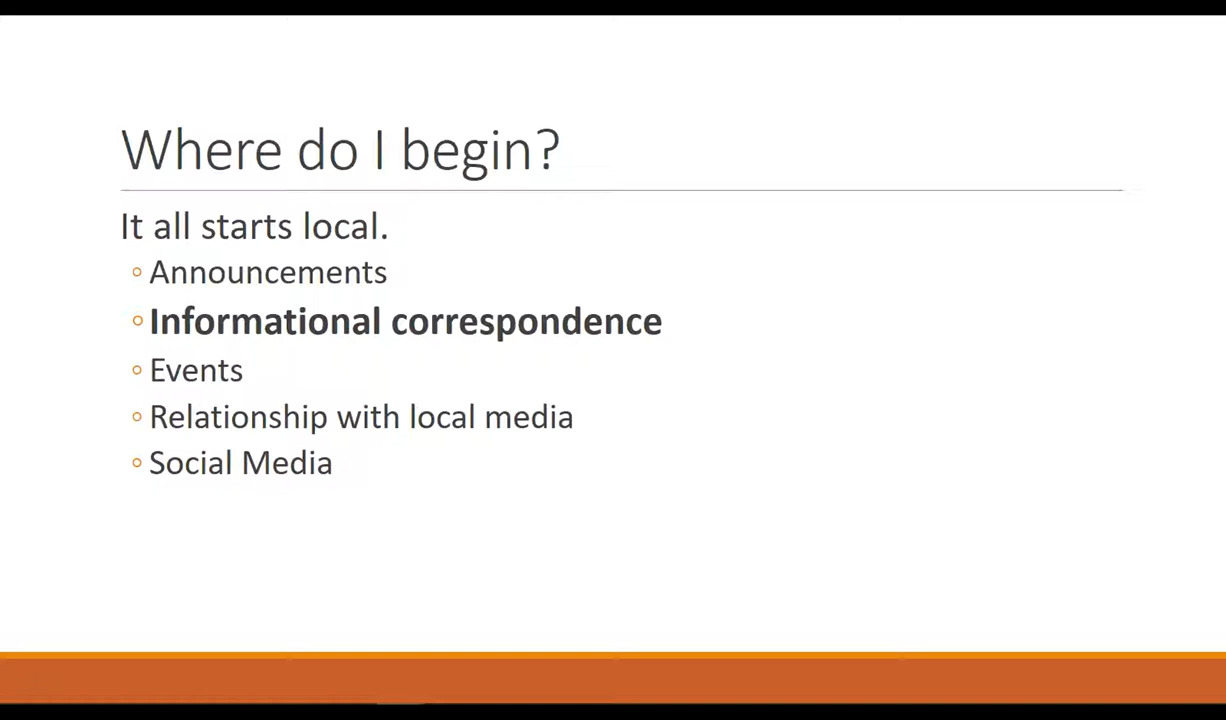 Where do I begin?
It all starts local.
◦ Announcements
◦ Informational correspondence
◦ Events
◦ Relationship with local media
◦ Social Media